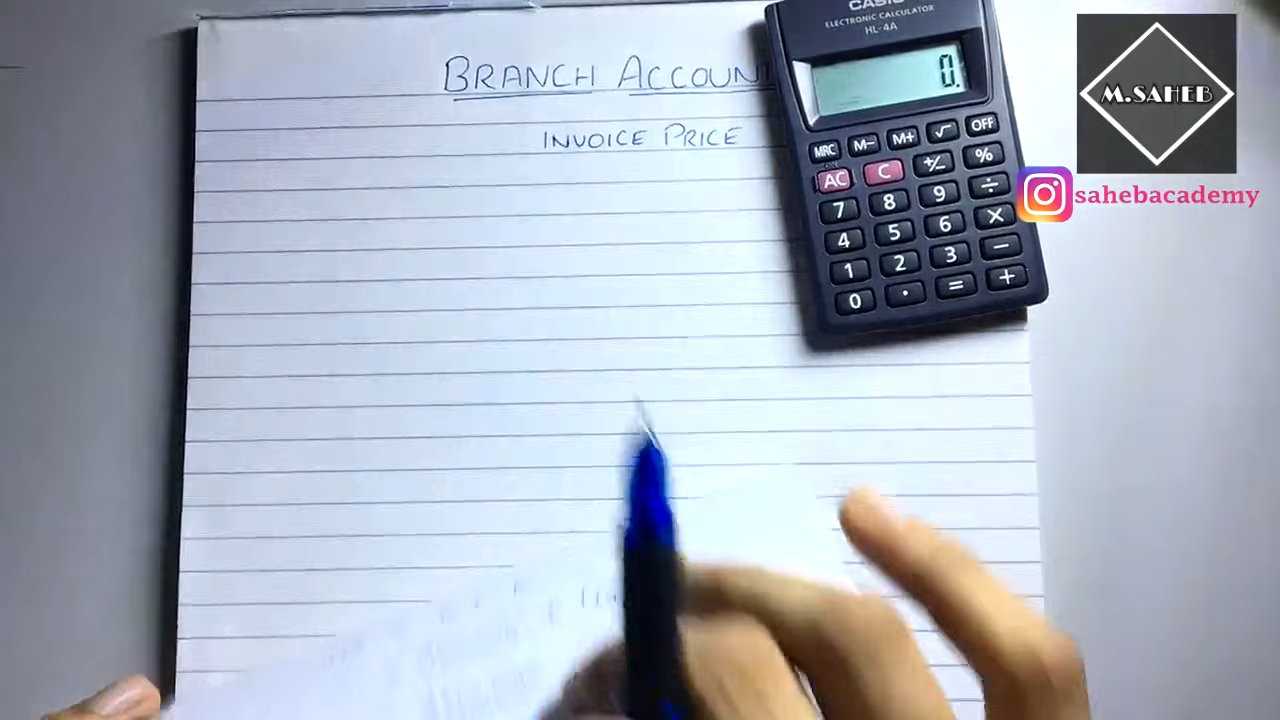 BRANCH ACCOUN
INVOICE PRICE
CASIO
ELECTRONIC CALCULATOR
HL-4A
0.
MRC M− M+ √ OFF
AC C +/− %
7 8 9 ÷
4 5 6 ×
1 2 3 −
0 . = +
M.SAHEB
sahebacademy